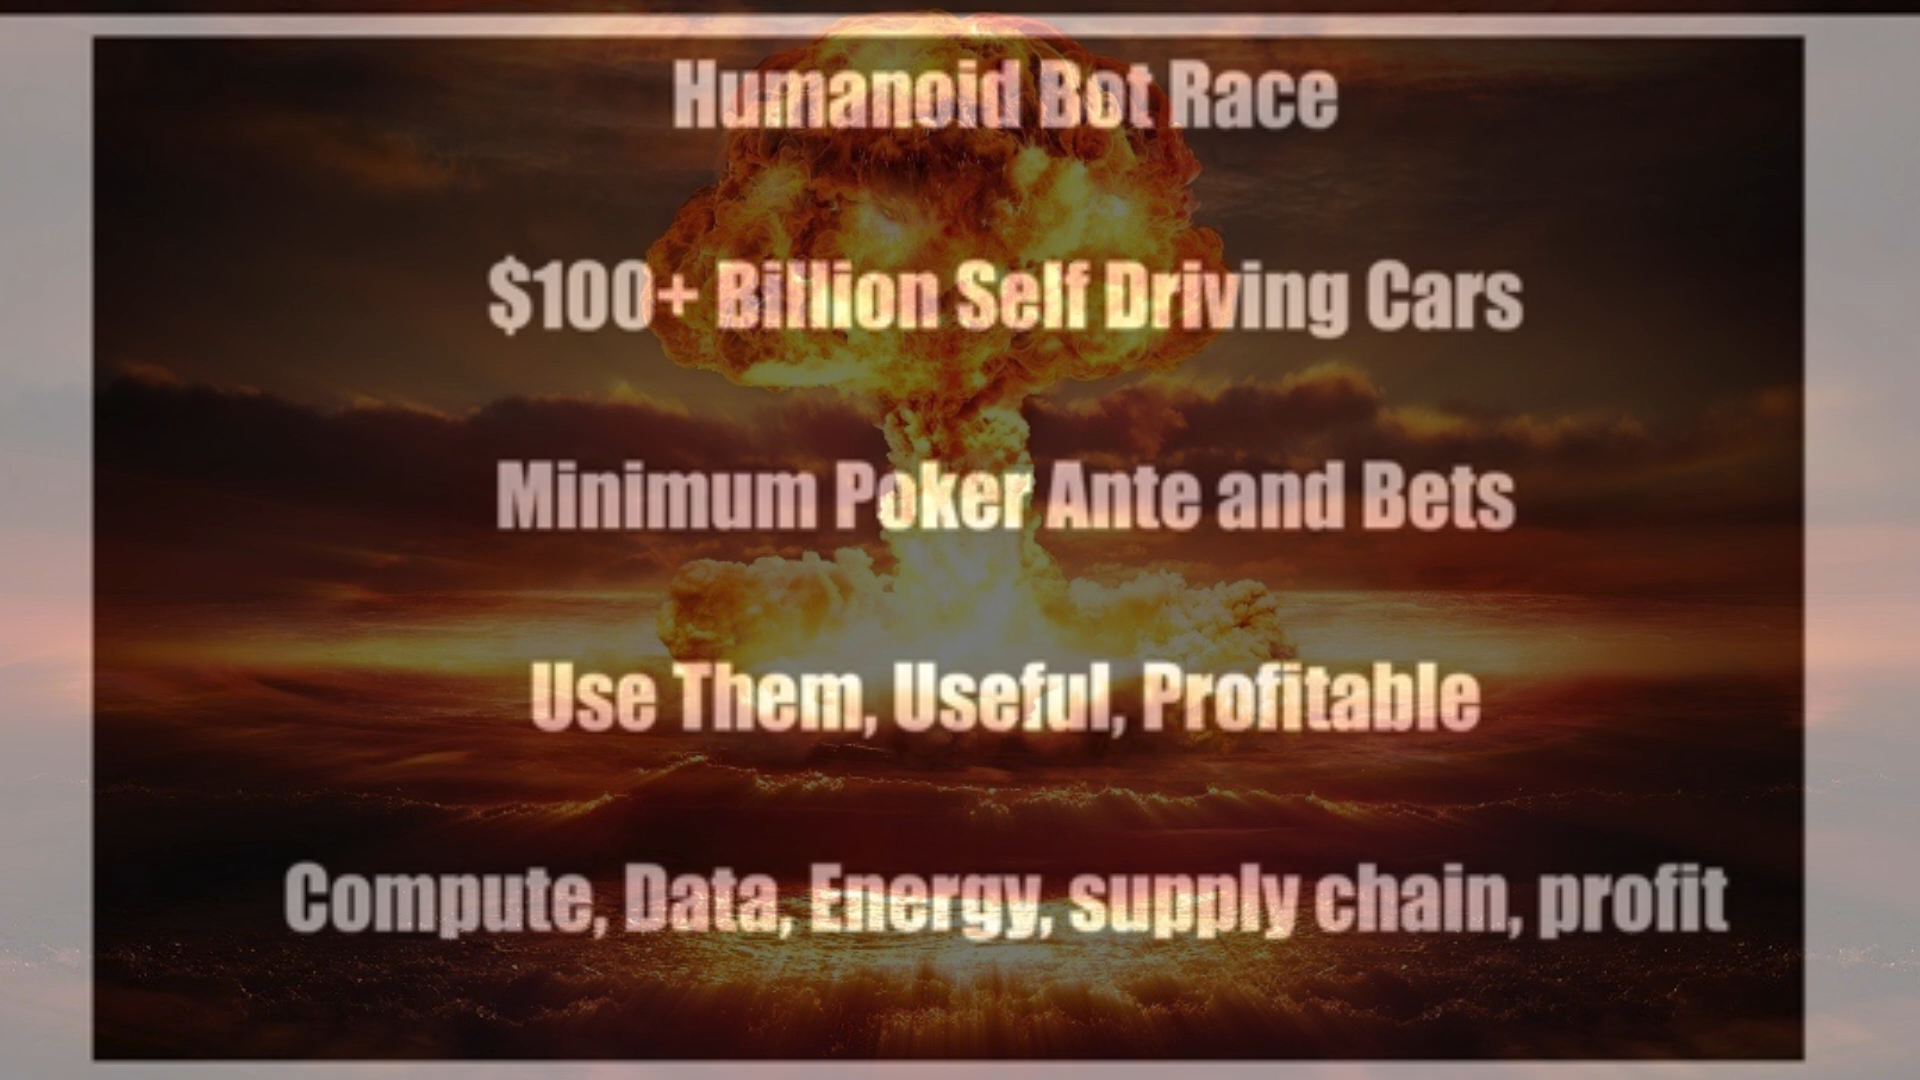 Humanoid Bot Race
$100+ Billion Self Driving Cars
Minimum Poker Ante and Bets
Use Them, Useful, Profitable
Compute, Data, Energy, supply chain, profit